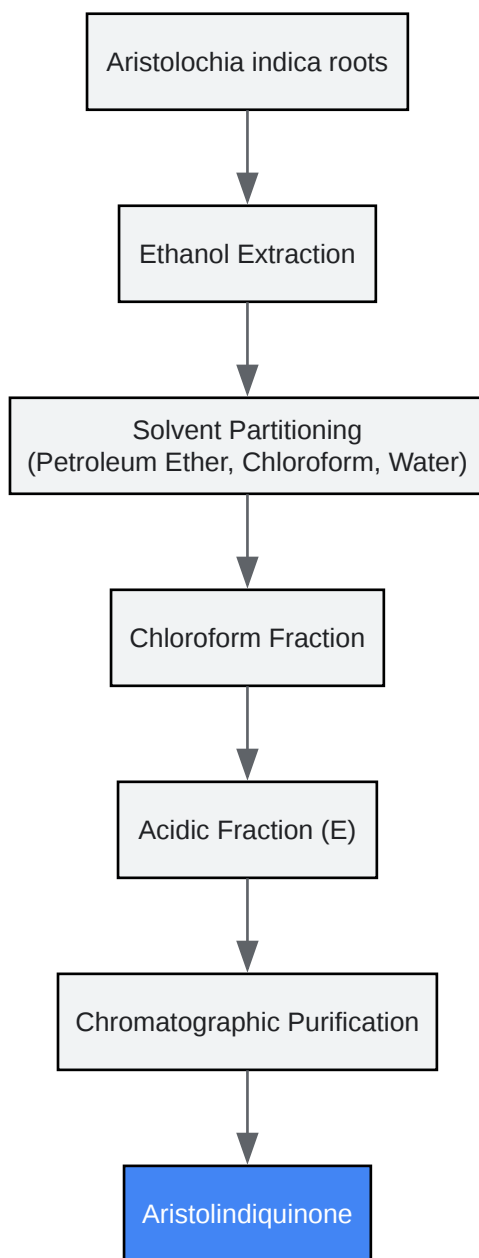 Aristolochia indica roots
Ethanol Extraction
Solvent Partitioning
(Petroleum Ether, Chloroform, Water)
Chloroform Fraction
Acidic Fraction (E)
Chromatographic Purification
Aristolindiquinone